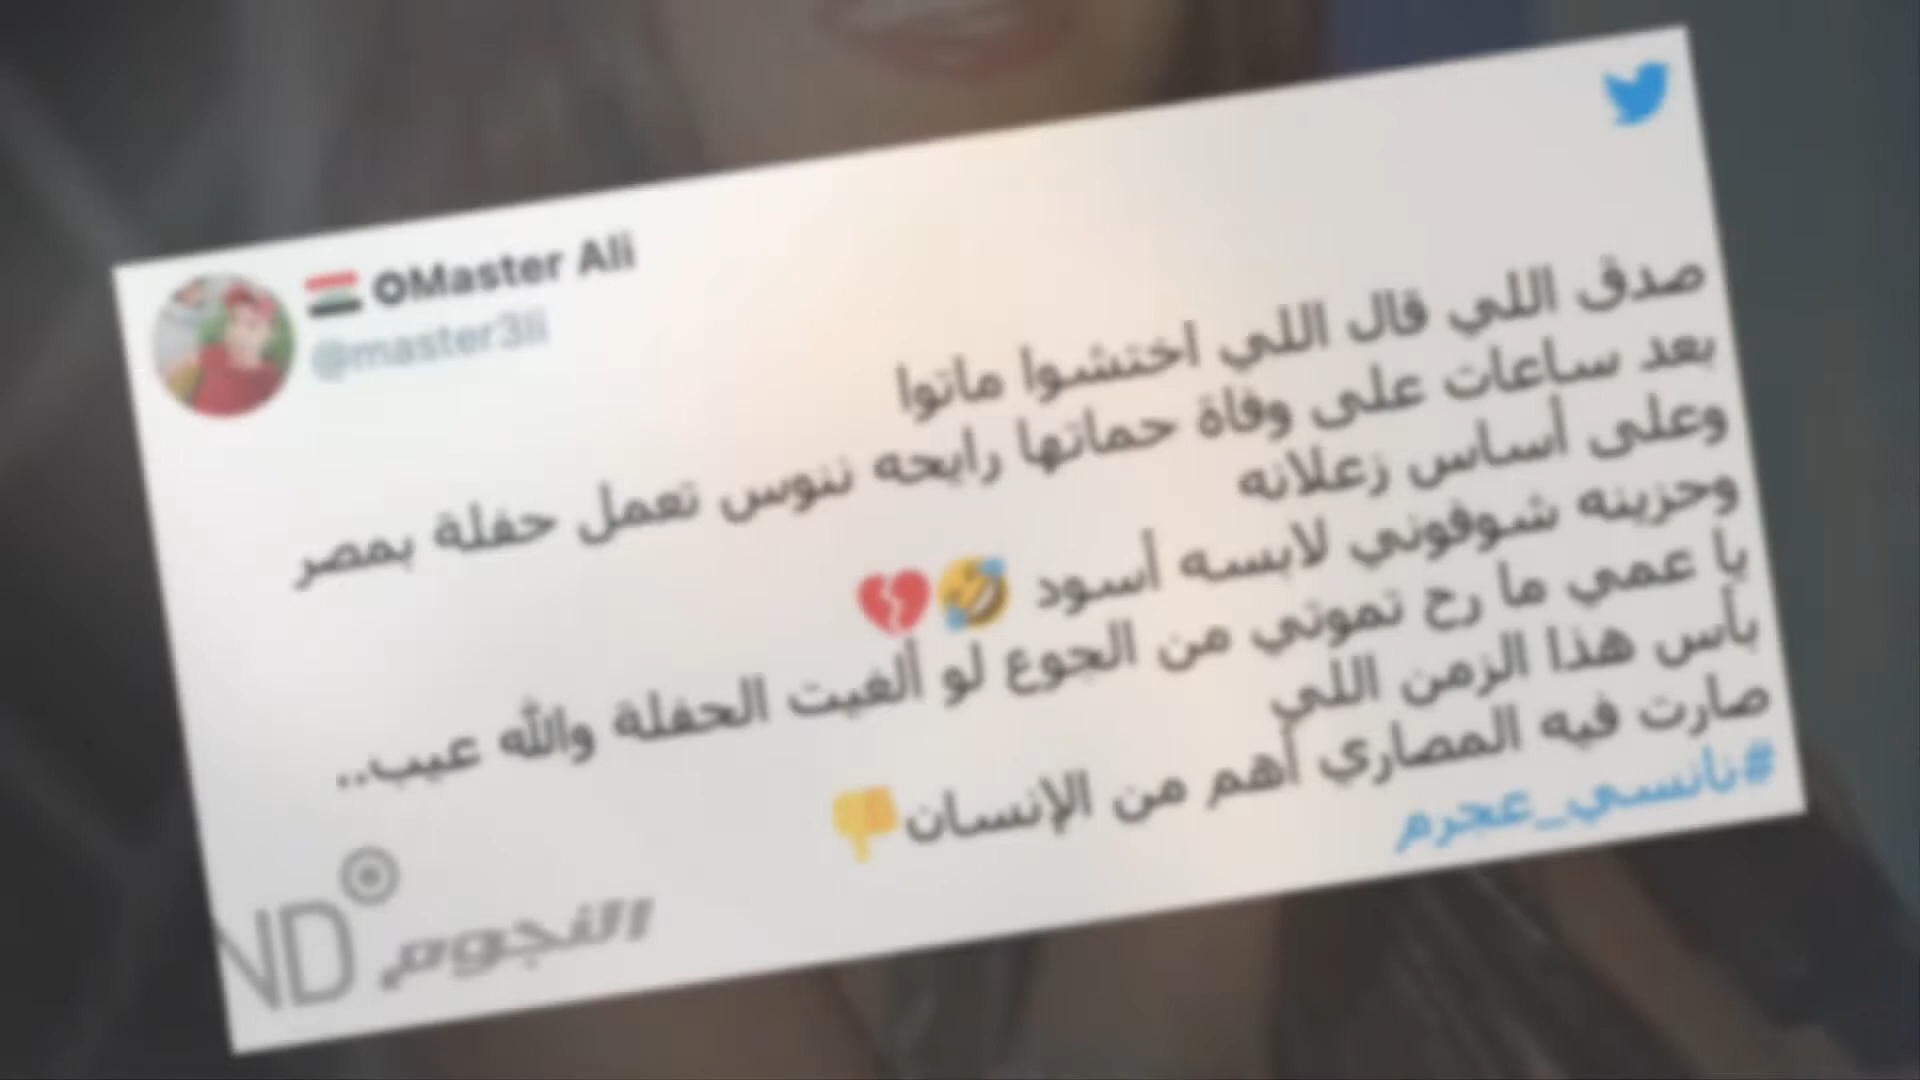 OMaster Ali
@master3li
صدق اللي قال اللي اختشوا ماتوا
بعد ساعات على وفاة حماتها رايحه ننوس تعمل حفلة بمصر
وعلى أساس زعلانه
وحزينه شوفوني لابسه أسود 🤣💔
يا عمي ما رح تموتي من الجوع لو ألغيت الحفلة والله عيب..
بأس هذا الزمن اللي
صارت فيه المصاري أهم من الإنسان👎
#نانسي_عجرم
ND النجوم